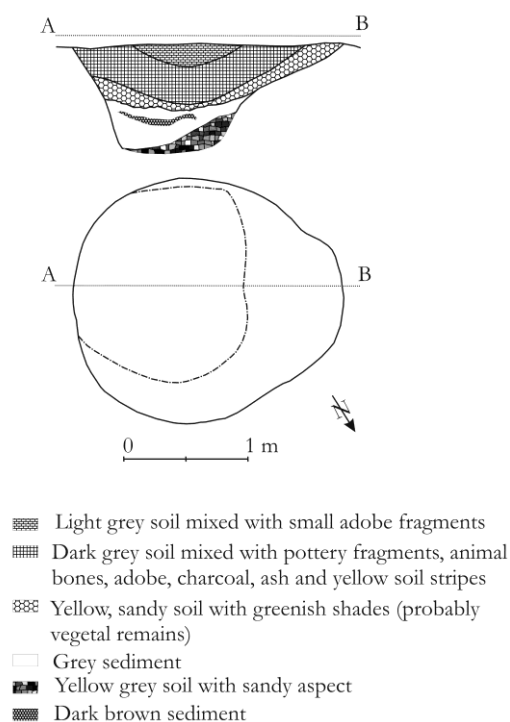 A B
A B
N
0 1 m
Light grey soil mixed with small adobe fragments
Dark grey soil mixed with pottery fragments, animal
bones, adobe, charcoal, ash and yellow soil stripes
Yellow, sandy soil with greenish shades (probably
vegetal remains)
Grey sediment
Yellow grey soil with sandy aspect
Dark brown sediment